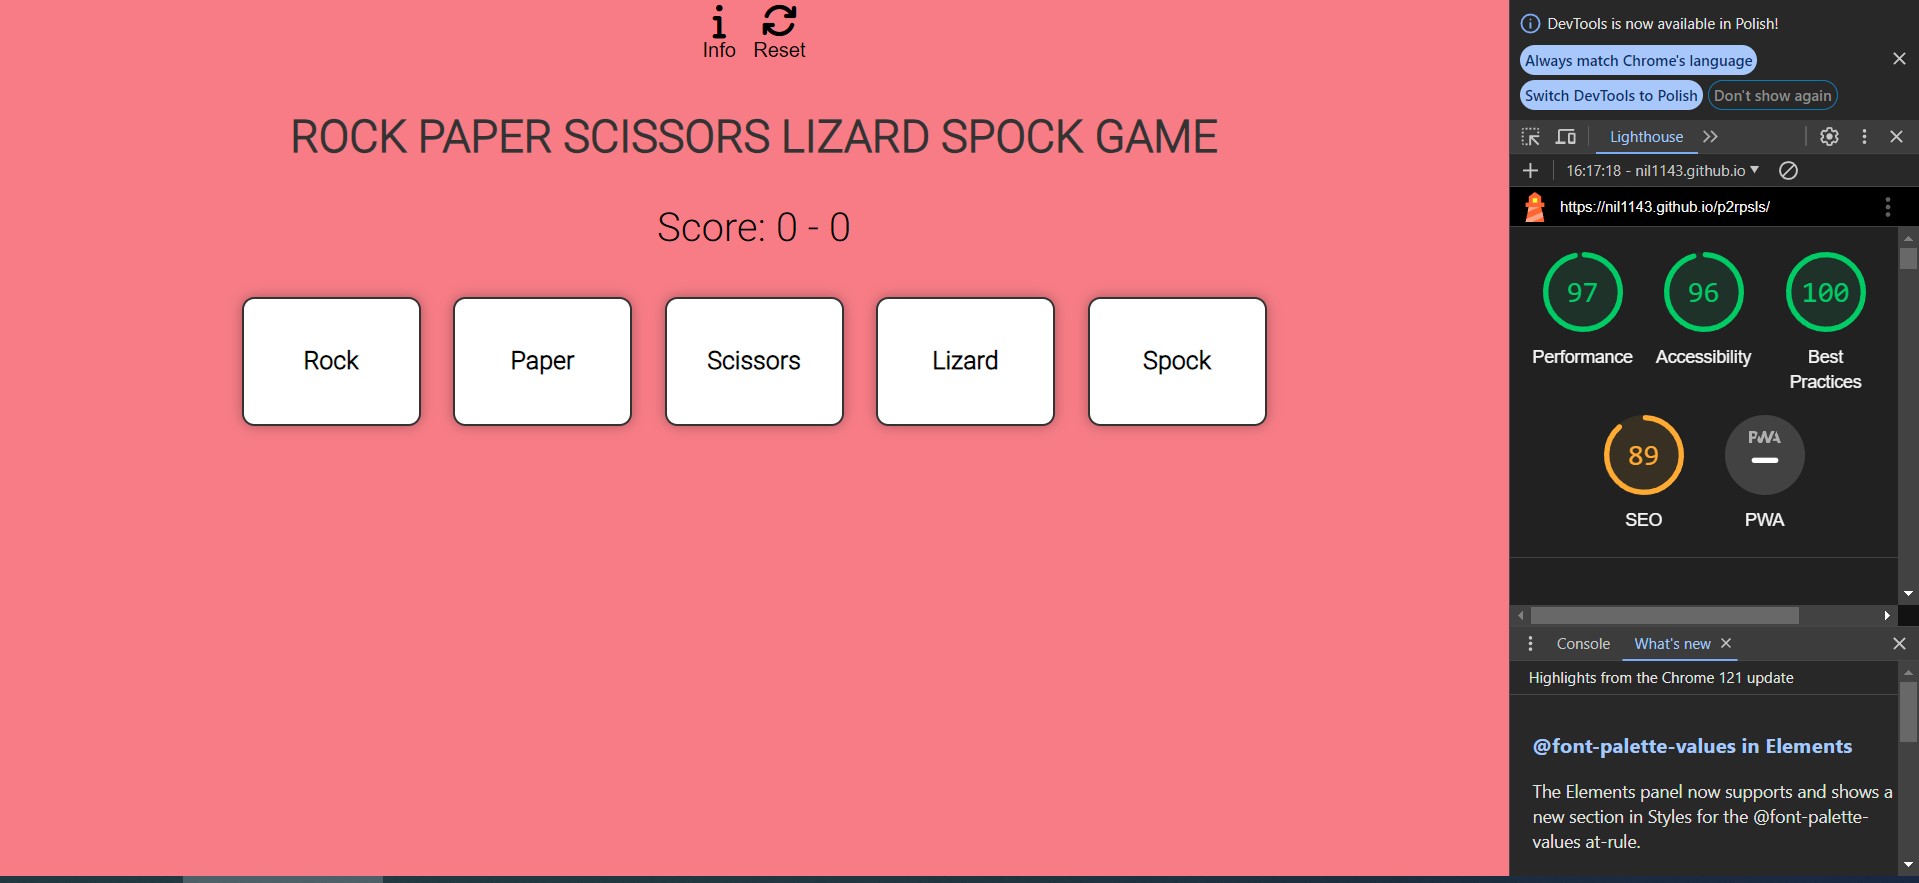 Info Reset
ROCK PAPER SCISSORS LIZARD SPOCK GAME
Score: 0 - 0
Rock Paper Scissors Lizard Spock
DevTools is now available in Polish!
Always match Chrome's language
Switch DevTools to Polish Don't show again
Lighthouse
16:17:18 - nil1143.github.io
https://nil1143.github.io/p2rpsls/
97 96 100
Performance Accessibility Best
Practices
89 PWA
SEO PWA
Console What's new
Highlights from the Chrome 121 update
@font-palette-values in Elements
The Elements panel now supports and shows a
new section in Styles for the @font-palette-
values at-rule.